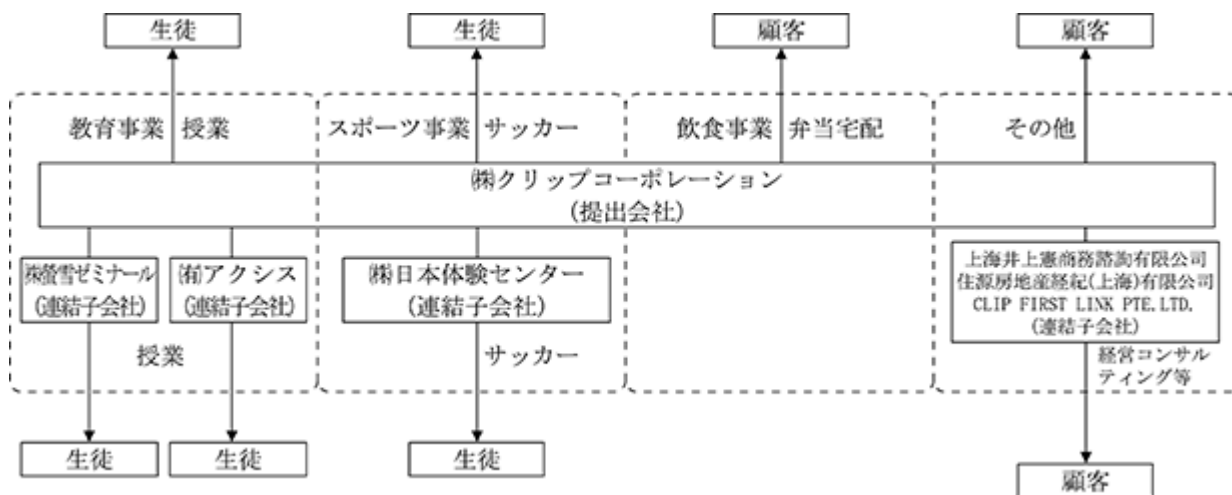 生徒
生徒
顧客
顧客
教育事業 授業
スポーツ事業 サッカー
飲食事業 弁当宅配
その他
㈱クリップコーポレーション
(提出会社)
㈱螢雪ゼミナール
(連結子会社)
㈲アクシス
(連結子会社)
㈱日本体験センター
(連結子会社)
上海井上憲商務諮詢有限公司
住源房地産経紀(上海)有限公司
CLIP FIRST LINK PTE.LTD.
(連結子会社)
授業
サッカー
経営コンサル
ティング等
生徒
生徒
生徒
顧客